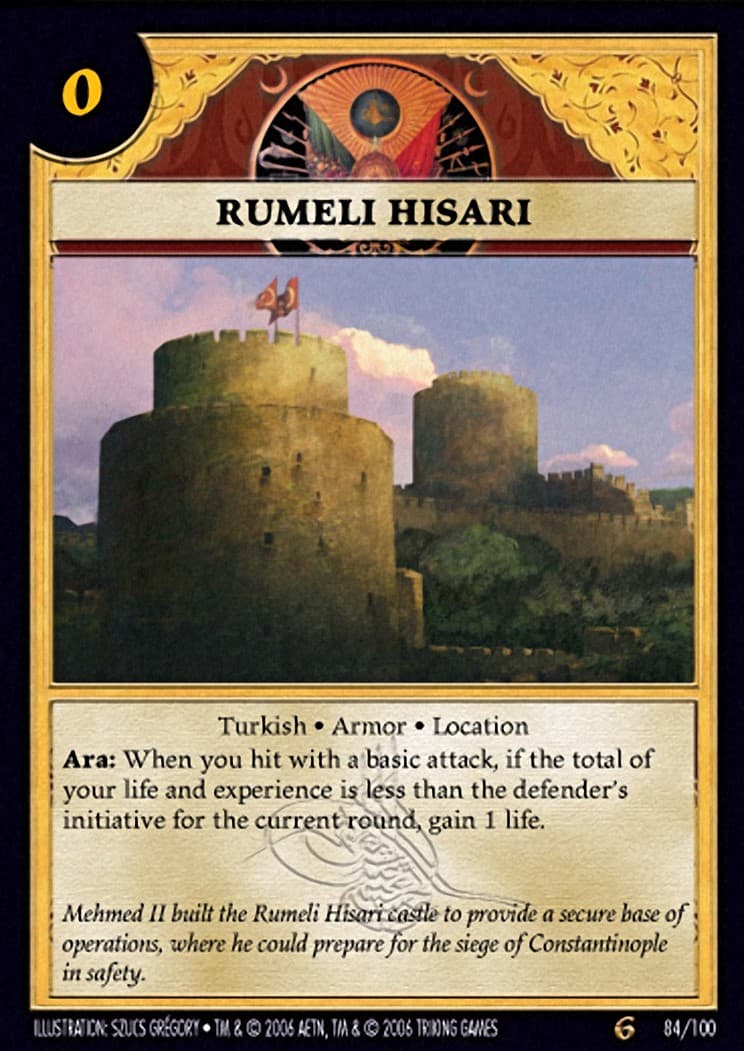 0
RUMELI HISARI
Turkish • Armor • Location
Ara: When you hit with a basic attack, if the total of
your life and experience is less than the defender's
initiative for the current round, gain 1 life.
Mehmed II built the Rumeli Hisari castle to provide a secure base of
operations, where he could prepare for the siege of Constantinople
in safety.
ILLUSTRATION: SZUCS GRÉGORY • TM & © 2006 AETN, TM & © 2006 TRIKING GAMES 6 84/100